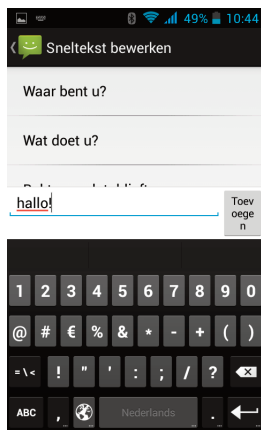 49% 10:44
Sneltekst bewerken
Waar bent u?
Wat doet u?
hallo!
Toev
oege
n
1 2 3 4 5 6 7 8 9 0
@ # € % & * - + ( )
= \ < ! " ' : ; / ?
ABC , Nederlands .